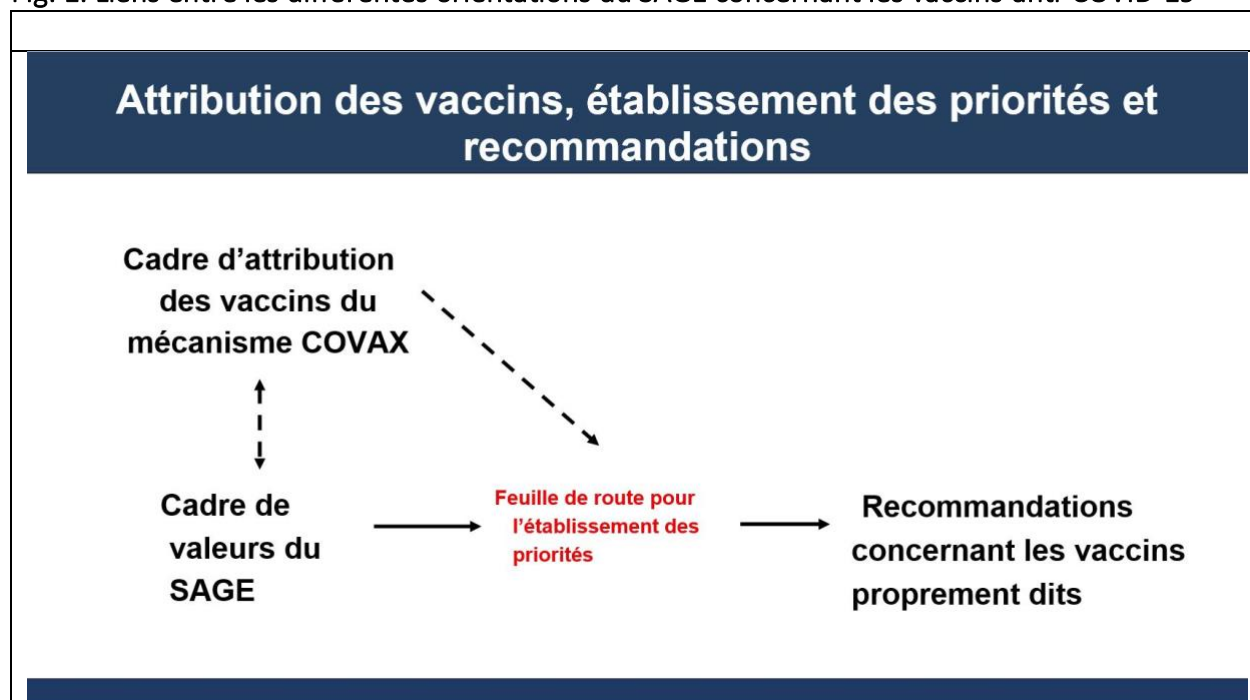 Fig. 1. Liens entre les différentes orientations du SAGE concernant les vaccins anti-COVID-19
Attribution des vaccins, établissement des priorités et
recommandations
Cadre d’attribution
des vaccins du
mécanisme COVAX
Cadre de
valeurs du
SAGE
Feuille de route pour
l’établissement des
priorités
Recommandations
concernant les vaccins
proprement dits